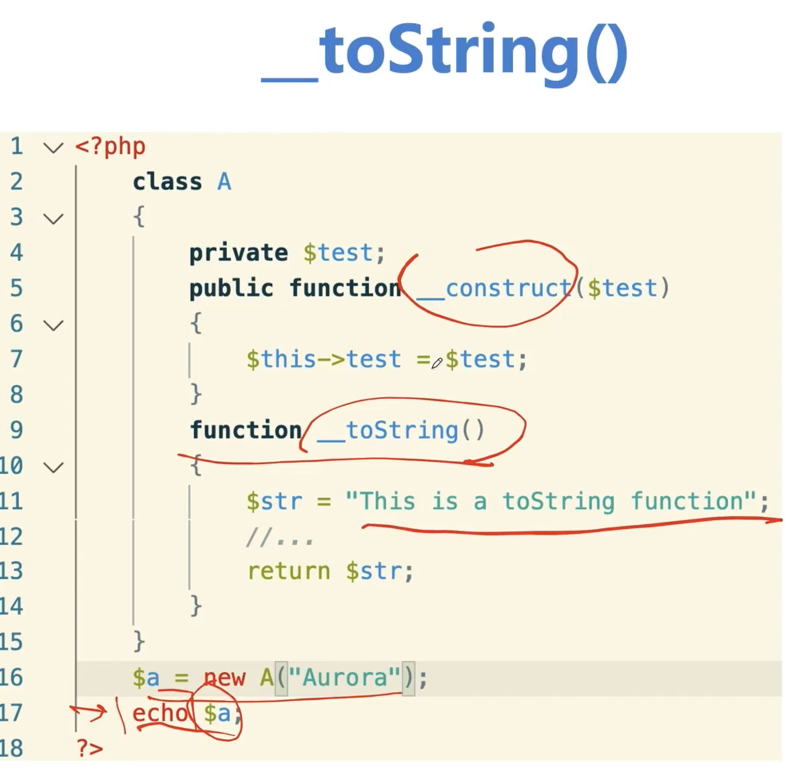 __toString()
1 <?php
2 class A
3 {
4 private $test;
5 public function __construct($test)
6 {
7 $this->test = $test;
8 }
9 function __toString()
10 {
11 $str = "This is a toString function";
12 //...
13 return $str;
14 }
15 }
16 $a = new A("Aurora");
17 echo $a;
18 ?>